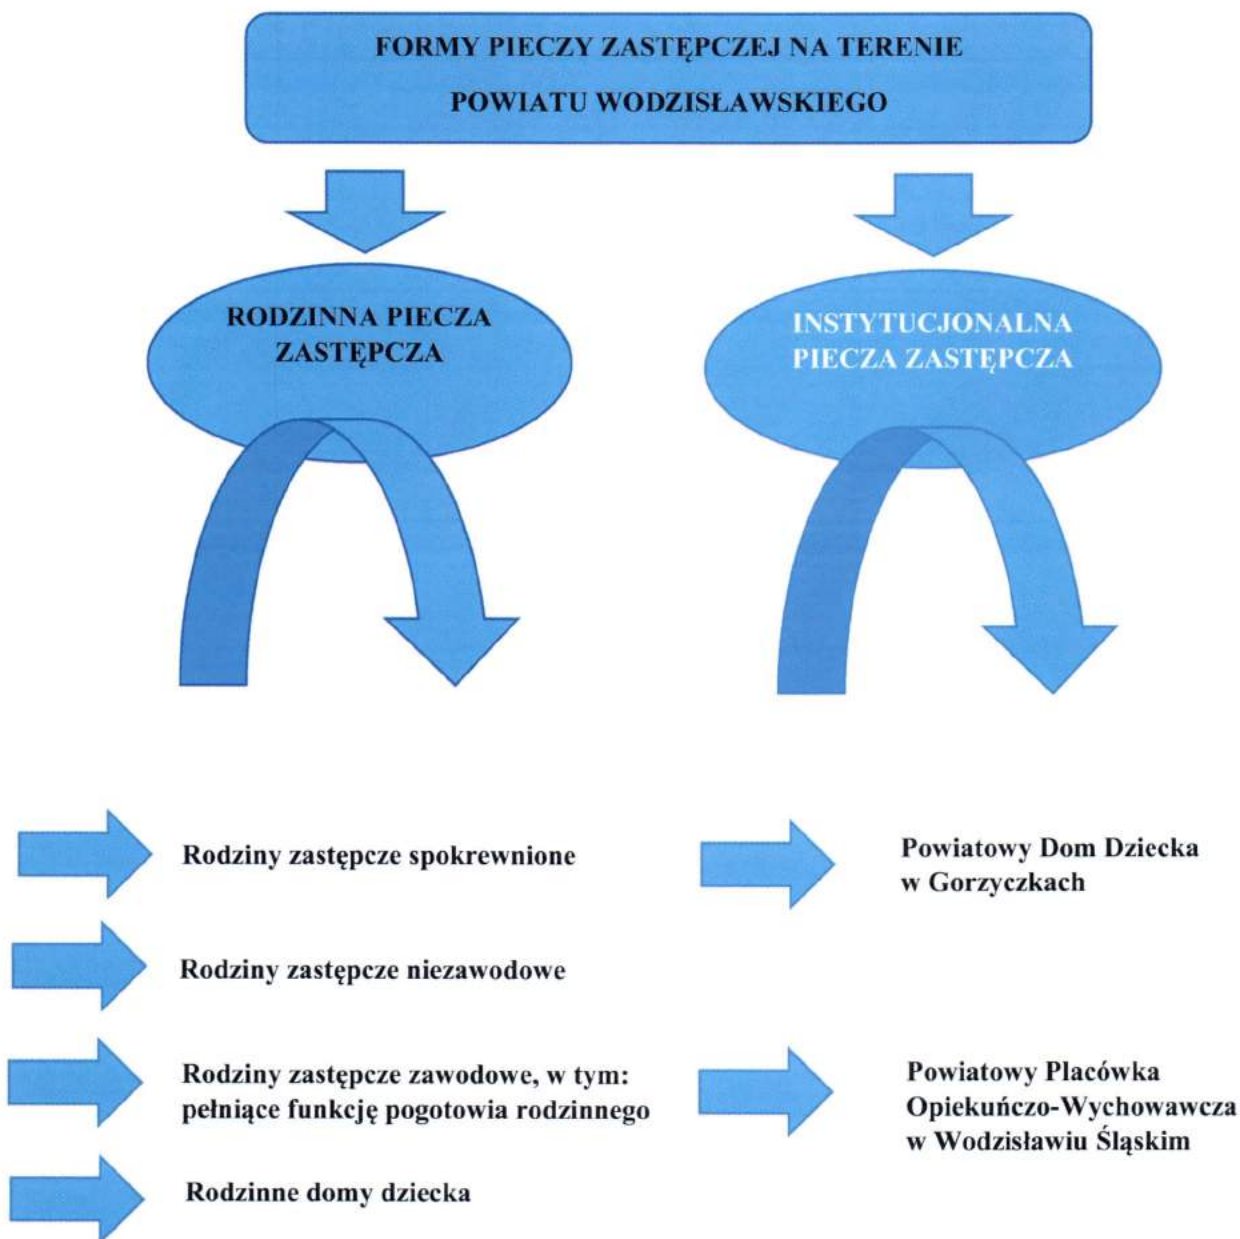 FORMY PIECZY ZASTĘPCZEJ NA TERENIE
POWIATU WODZISŁAWSKIEGO
RODZINNA PIECZA
ZASTĘPCZA
INSTYTUCJONALNA
PIECZA ZASTĘPCZA
Rodziny zastępcze spokrewnione
Rodziny zastępcze niezawodowe
Rodziny zastępcze zawodowe, w tym:
pełniące funkcję pogotowia rodzinnego
Rodzinne domy dziecka
Powiatowy Dom Dziecka
w Gorzyczkach
Powiatowy Placówka
Opiekuńczo-Wychowawcza
w Wodzisławiu Śląskim